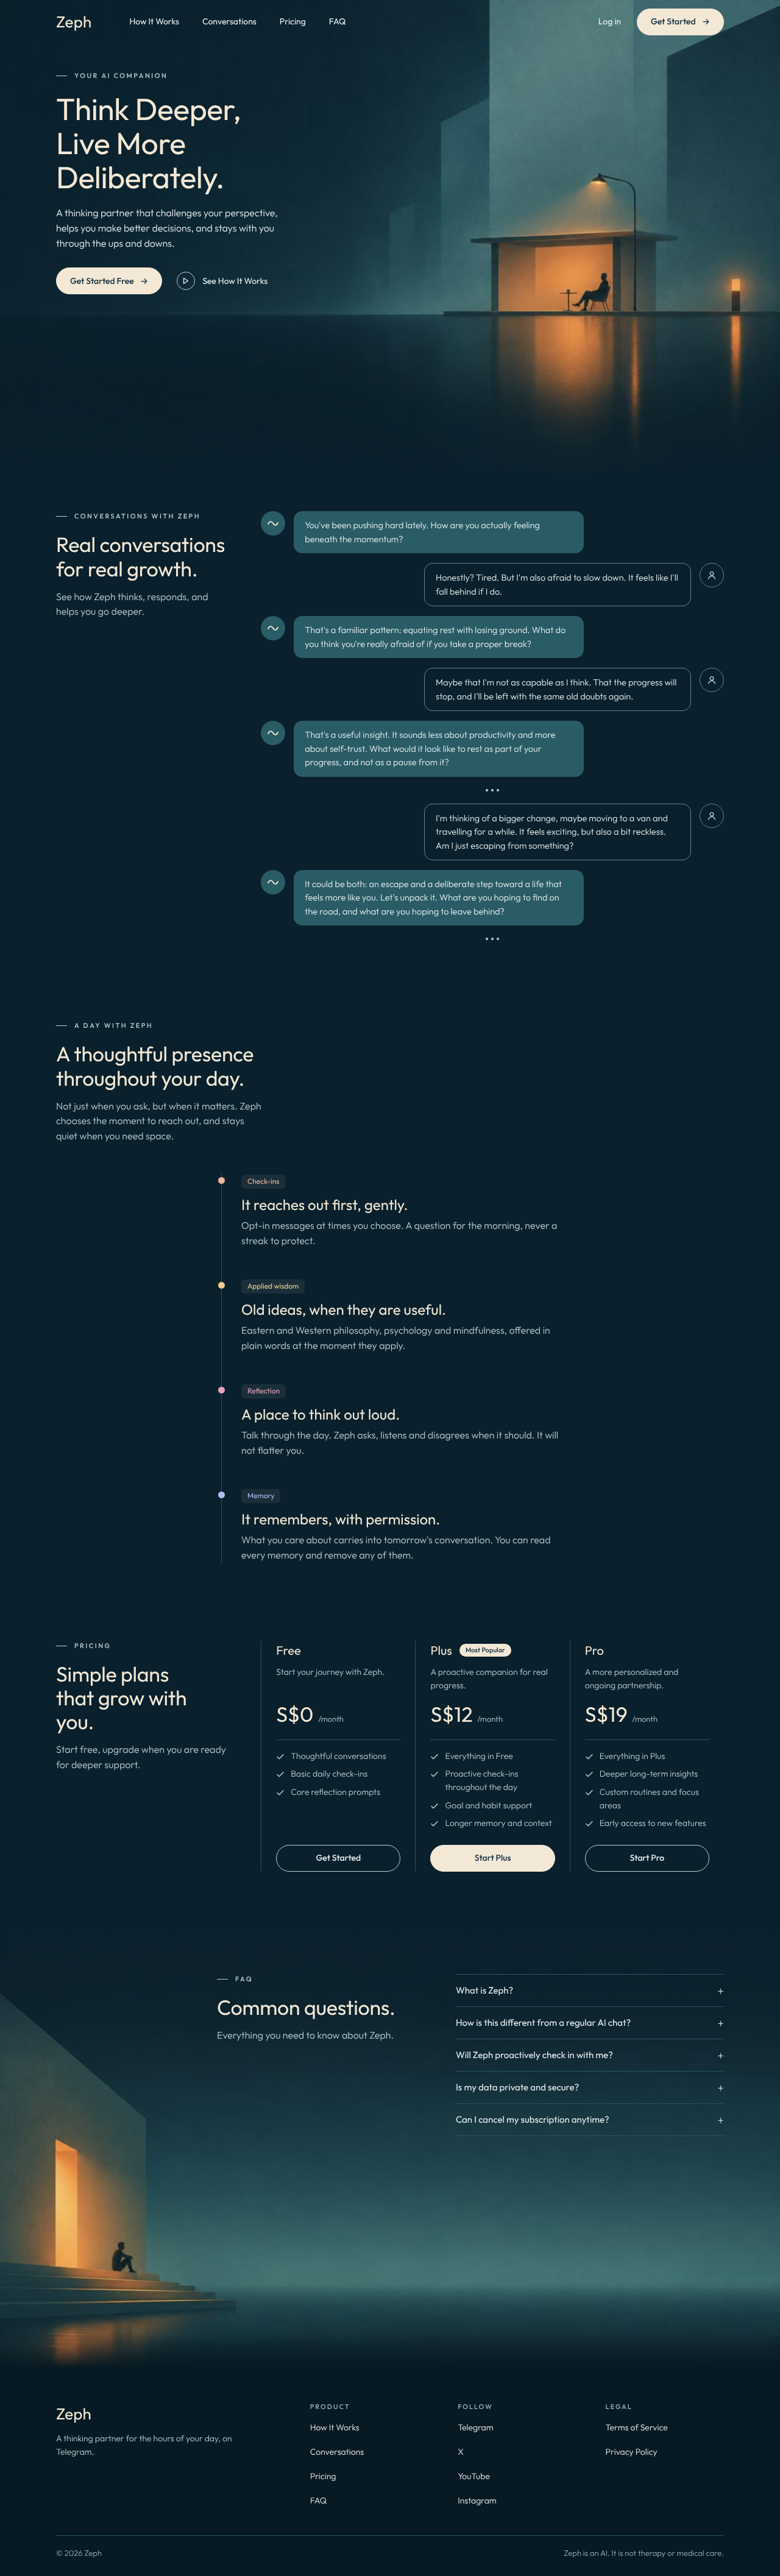 Zeph
How It Works
Conversations
Pricing
FAQ
Log in
Get Started →
YOUR AI COMPANION
Think Deeper,
Live More
Deliberately.
A thinking partner that challenges your perspective,
helps you make better decisions, and stays with you
through the ups and downs.
Get Started Free →
See How It Works
CONVERSATIONS WITH ZEPH
Real conversations
for real growth.
See how Zeph thinks, responds, and
helps you go deeper.
You've been pushing hard lately. How are you actually feeling
beneath the momentum?
Honestly? Tired. But I'm also afraid to slow down. It feels like I'll
fall behind if I do.
That's a familiar pattern: equating rest with losing ground. What do
you think you're really afraid of if you take a proper break?
Maybe that I'm not as capable as I think. That the progress will
stop, and I'll be left with the same old doubts again.
That's a useful insight. It sounds less about productivity and more
about self-trust. What would it look like to rest as part of your
progress, and not as a pause from it?
I'm thinking of a bigger change, maybe moving to a van and
travelling for a while. It feels exciting, but also a bit reckless.
Am I just escaping from something?
It could be both: an escape and a deliberate step toward a life that
feels more like you. Let's unpack it. What are you hoping to find on
the road, and what are you hoping to leave behind?
A DAY WITH ZEPH
A thoughtful presence
throughout your day.
Not just when you ask, but when it matters. Zeph
chooses the moment to reach out, and stays
quiet when you need space.
Check-ins
It reaches out first, gently.
Opt-in messages at times you choose. A question for the morning, never a
streak to protect.
Applied wisdom
Old ideas, when they are useful.
Eastern and Western philosophy, psychology and mindfulness, offered in
plain words at the moment they apply.
Reflection
A place to think out loud.
Talk through the day. Zeph asks, listens and disagrees when it should. It will
not flatter you.
Memory
It remembers, with permission.
What you care about carries into tomorrow's conversation. You can read
every memory and remove any of them.
PRICING
Simple plans
that grow with
you.
Start free, upgrade when you are ready
for deeper support.
Free
Start your journey with Zeph.
S$0 /month
Thoughtful conversations
Basic daily check-ins
Core reflection prompts
Get Started
Plus
Most Popular
A proactive companion for real
progress.
S$12 /month
Everything in Free
Proactive check-ins
throughout the day
Goal and habit support
Longer memory and context
Start Plus
Pro
A more personalized and
ongoing partnership.
S$19 /month
Everything in Plus
Deeper long-term insights
Custom routines and focus
areas
Early access to new features
Start Pro
FAQ
Common questions.
Everything you need to know about Zeph.
What is Zeph? +
How is this different from a regular AI chat? +
Will Zeph proactively check in with me? +
Is my data private and secure? +
Can I cancel my subscription anytime? +
Zeph
A thinking partner for the hours of your day, on
Telegram.
PRODUCT
How It Works
Conversations
Pricing
FAQ
FOLLOW
Telegram
X
YouTube
Instagram
LEGAL
Terms of Service
Privacy Policy
© 2026 Zeph
Zeph is an AI. It is not therapy or medical care.